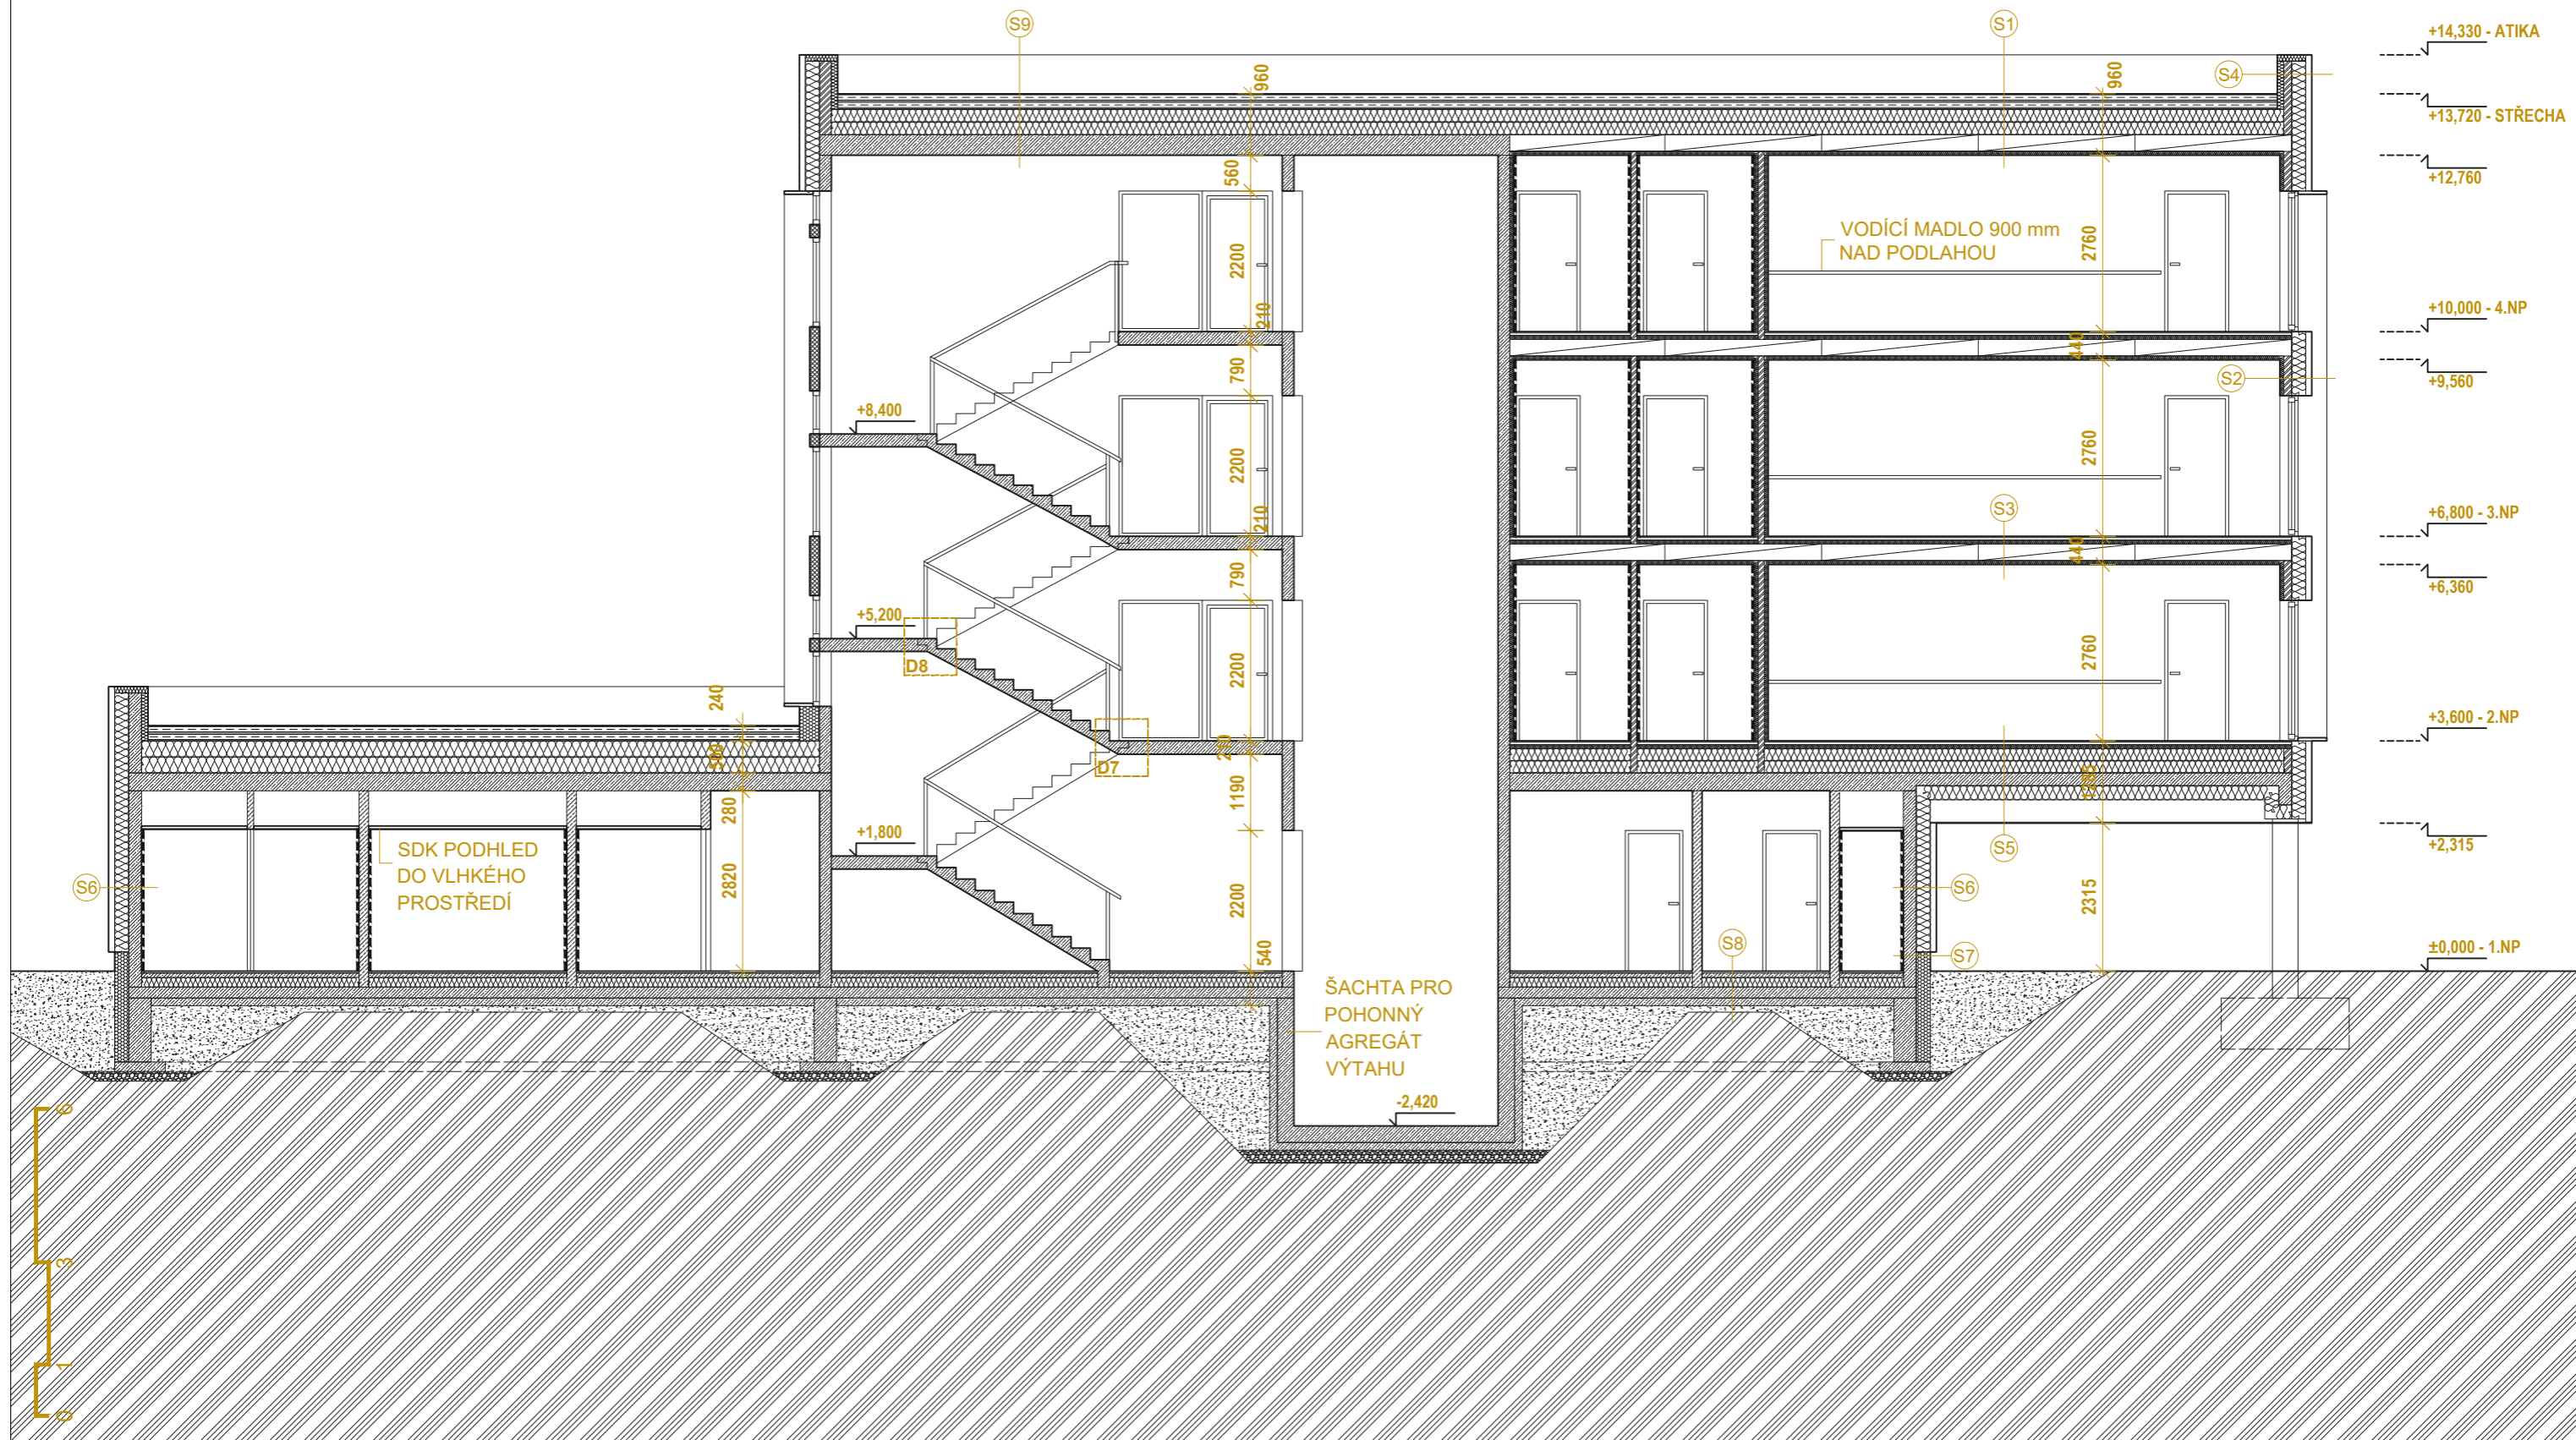 S9
S1
+14,330 - ATIKA
S4
960
960
+13,720 - STŘECHA
560
+12,760
VODÍCÍ MADLO 900 mm
NAD PODLAHOU
2200
2760
210
+10,000 - 4.NP
440
790
+9,560
S2
+8,400
2200
2760
210
S3
+6,800 - 3.NP
440
790
+6,360
+5,200
D8
2200
2760
240
+3,600 - 2.NP
500
D7
210
1285
280
1190
+1,800
+2,315
SDK PODHLED
DO VLHKÉHO
PROSTŘEDÍ
S5
S6
2820
2200
S6
2315
S8
S7
540
±0,000 - 1.NP
ŠACHTA PRO
POHONNÝ
AGREGÁT
VÝTAHU
-2,420
6
3
1
0